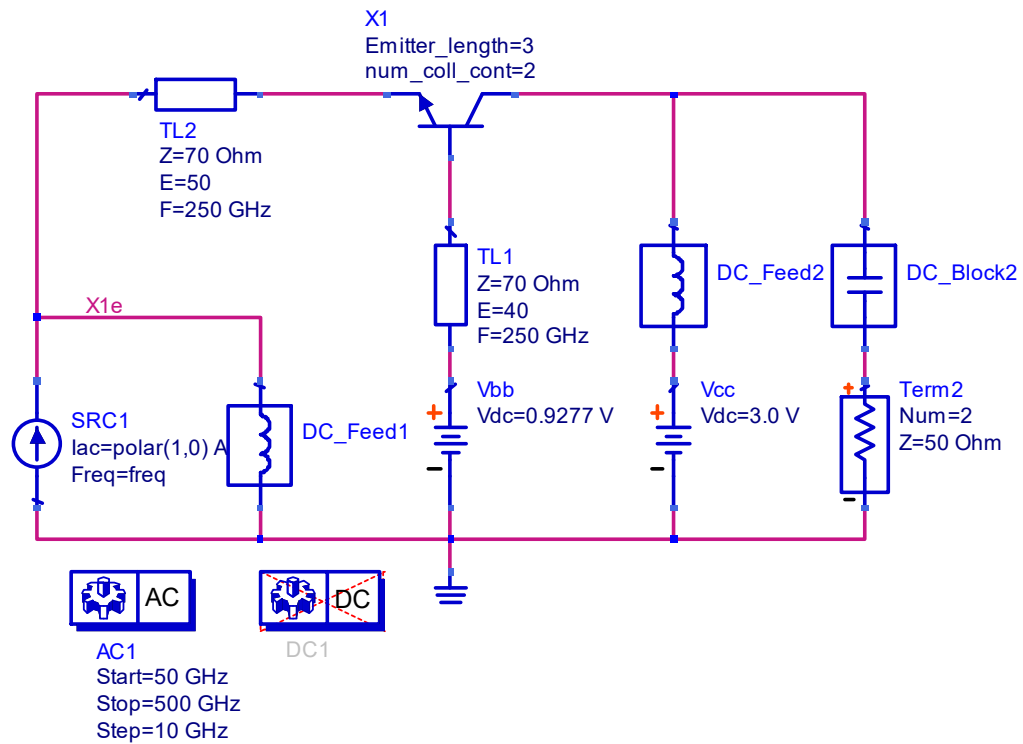 X1
Emitter_length=3
num_coll_cont=2
TL2
Z=70 Ohm
E=50
F=250 GHz
TL1
Z=70 Ohm
E=40
F=250 GHz
DC_Feed2
DC_Block2
X1e
SRC1
Iac=polar(1,0) A
Freq=freq
DC_Feed1
+
Vbb
Vdc=0.9277 V
-
+
Vcc
Vdc=3.0 V
-
+
Term2
Num=2
Z=50 Ohm
-
AC
AC1
Start=50 GHz
Stop=500 GHz
Step=10 GHz
DC
DC1